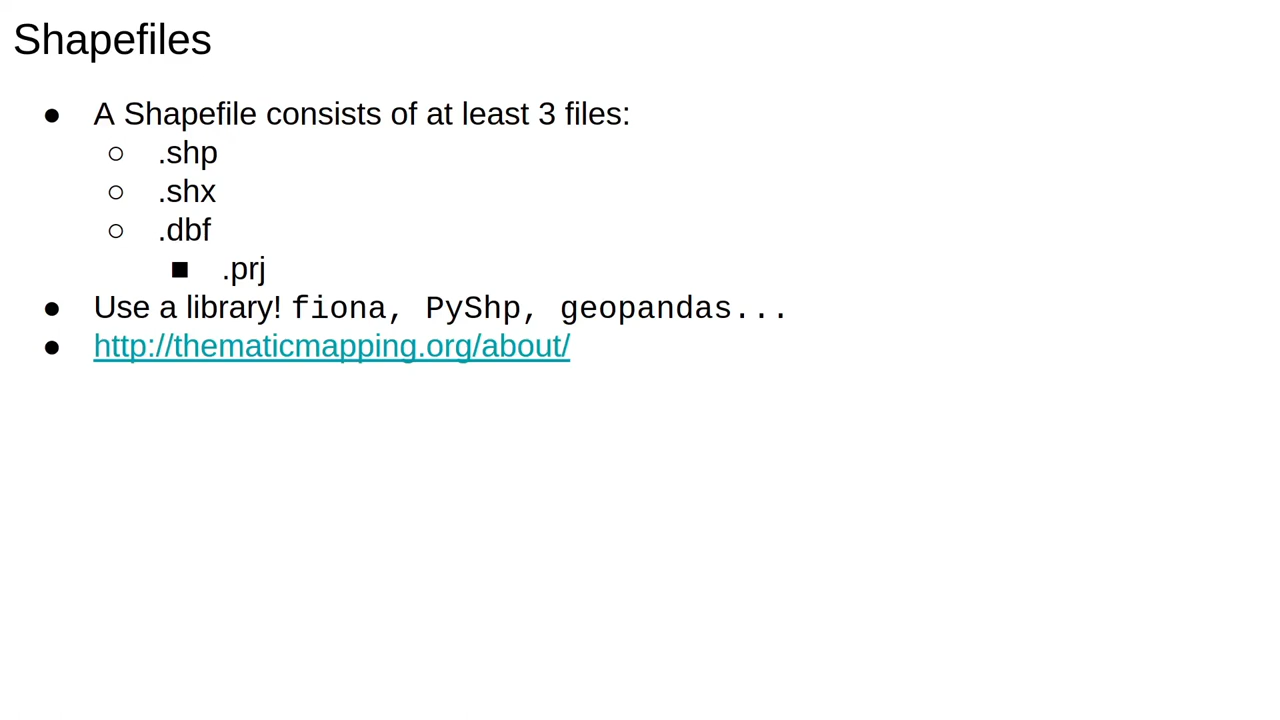 Shapefiles
● A Shapefile consists of at least 3 files:
○ .shp
○ .shx
○ .dbf
■ .prj
● Use a library! fiona, PyShp, geopandas...
● http://thematicmapping.org/about/